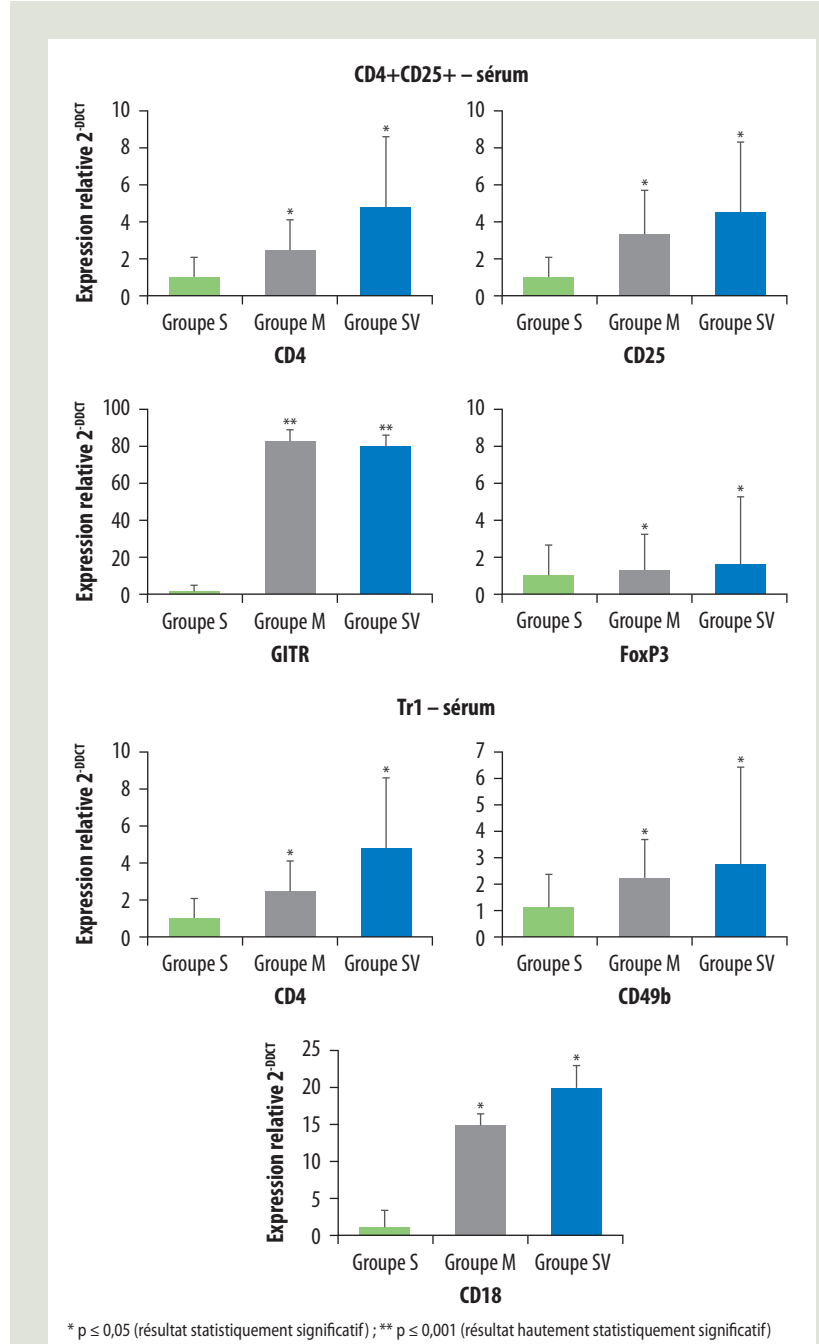 CD4+CD25+ – sérum
Expression relative 2-DDCT
10
8
6
4
2
0
*
*
Groupe S Groupe M Groupe SV
CD4
10
8
6
4
2
0
*
*
Groupe S Groupe M Groupe SV
CD25
Expression relative 2-DDCT
100
80
60
40
20
0
**
**
Groupe S Groupe M Groupe SV
GITR
10
8
6
4
2
0
*
*
Groupe S Groupe M Groupe SV
FoxP3
Tr1 – sérum
Expression relative 2-DDCT
10
8
6
4
2
0
*
*
Groupe S Groupe M Groupe SV
CD4
7
6
5
4
3
2
1
0
*
*
Groupe S Groupe M Groupe SV
CD49b
Expression relative 2-DDCT
25
20
15
10
5
0
*
*
Groupe S Groupe M Groupe SV
CD18
* p ≤ 0,05 (résultat statistiquement significatif) ; ** p ≤ 0,001 (résultat hautement statistiquement significatif)